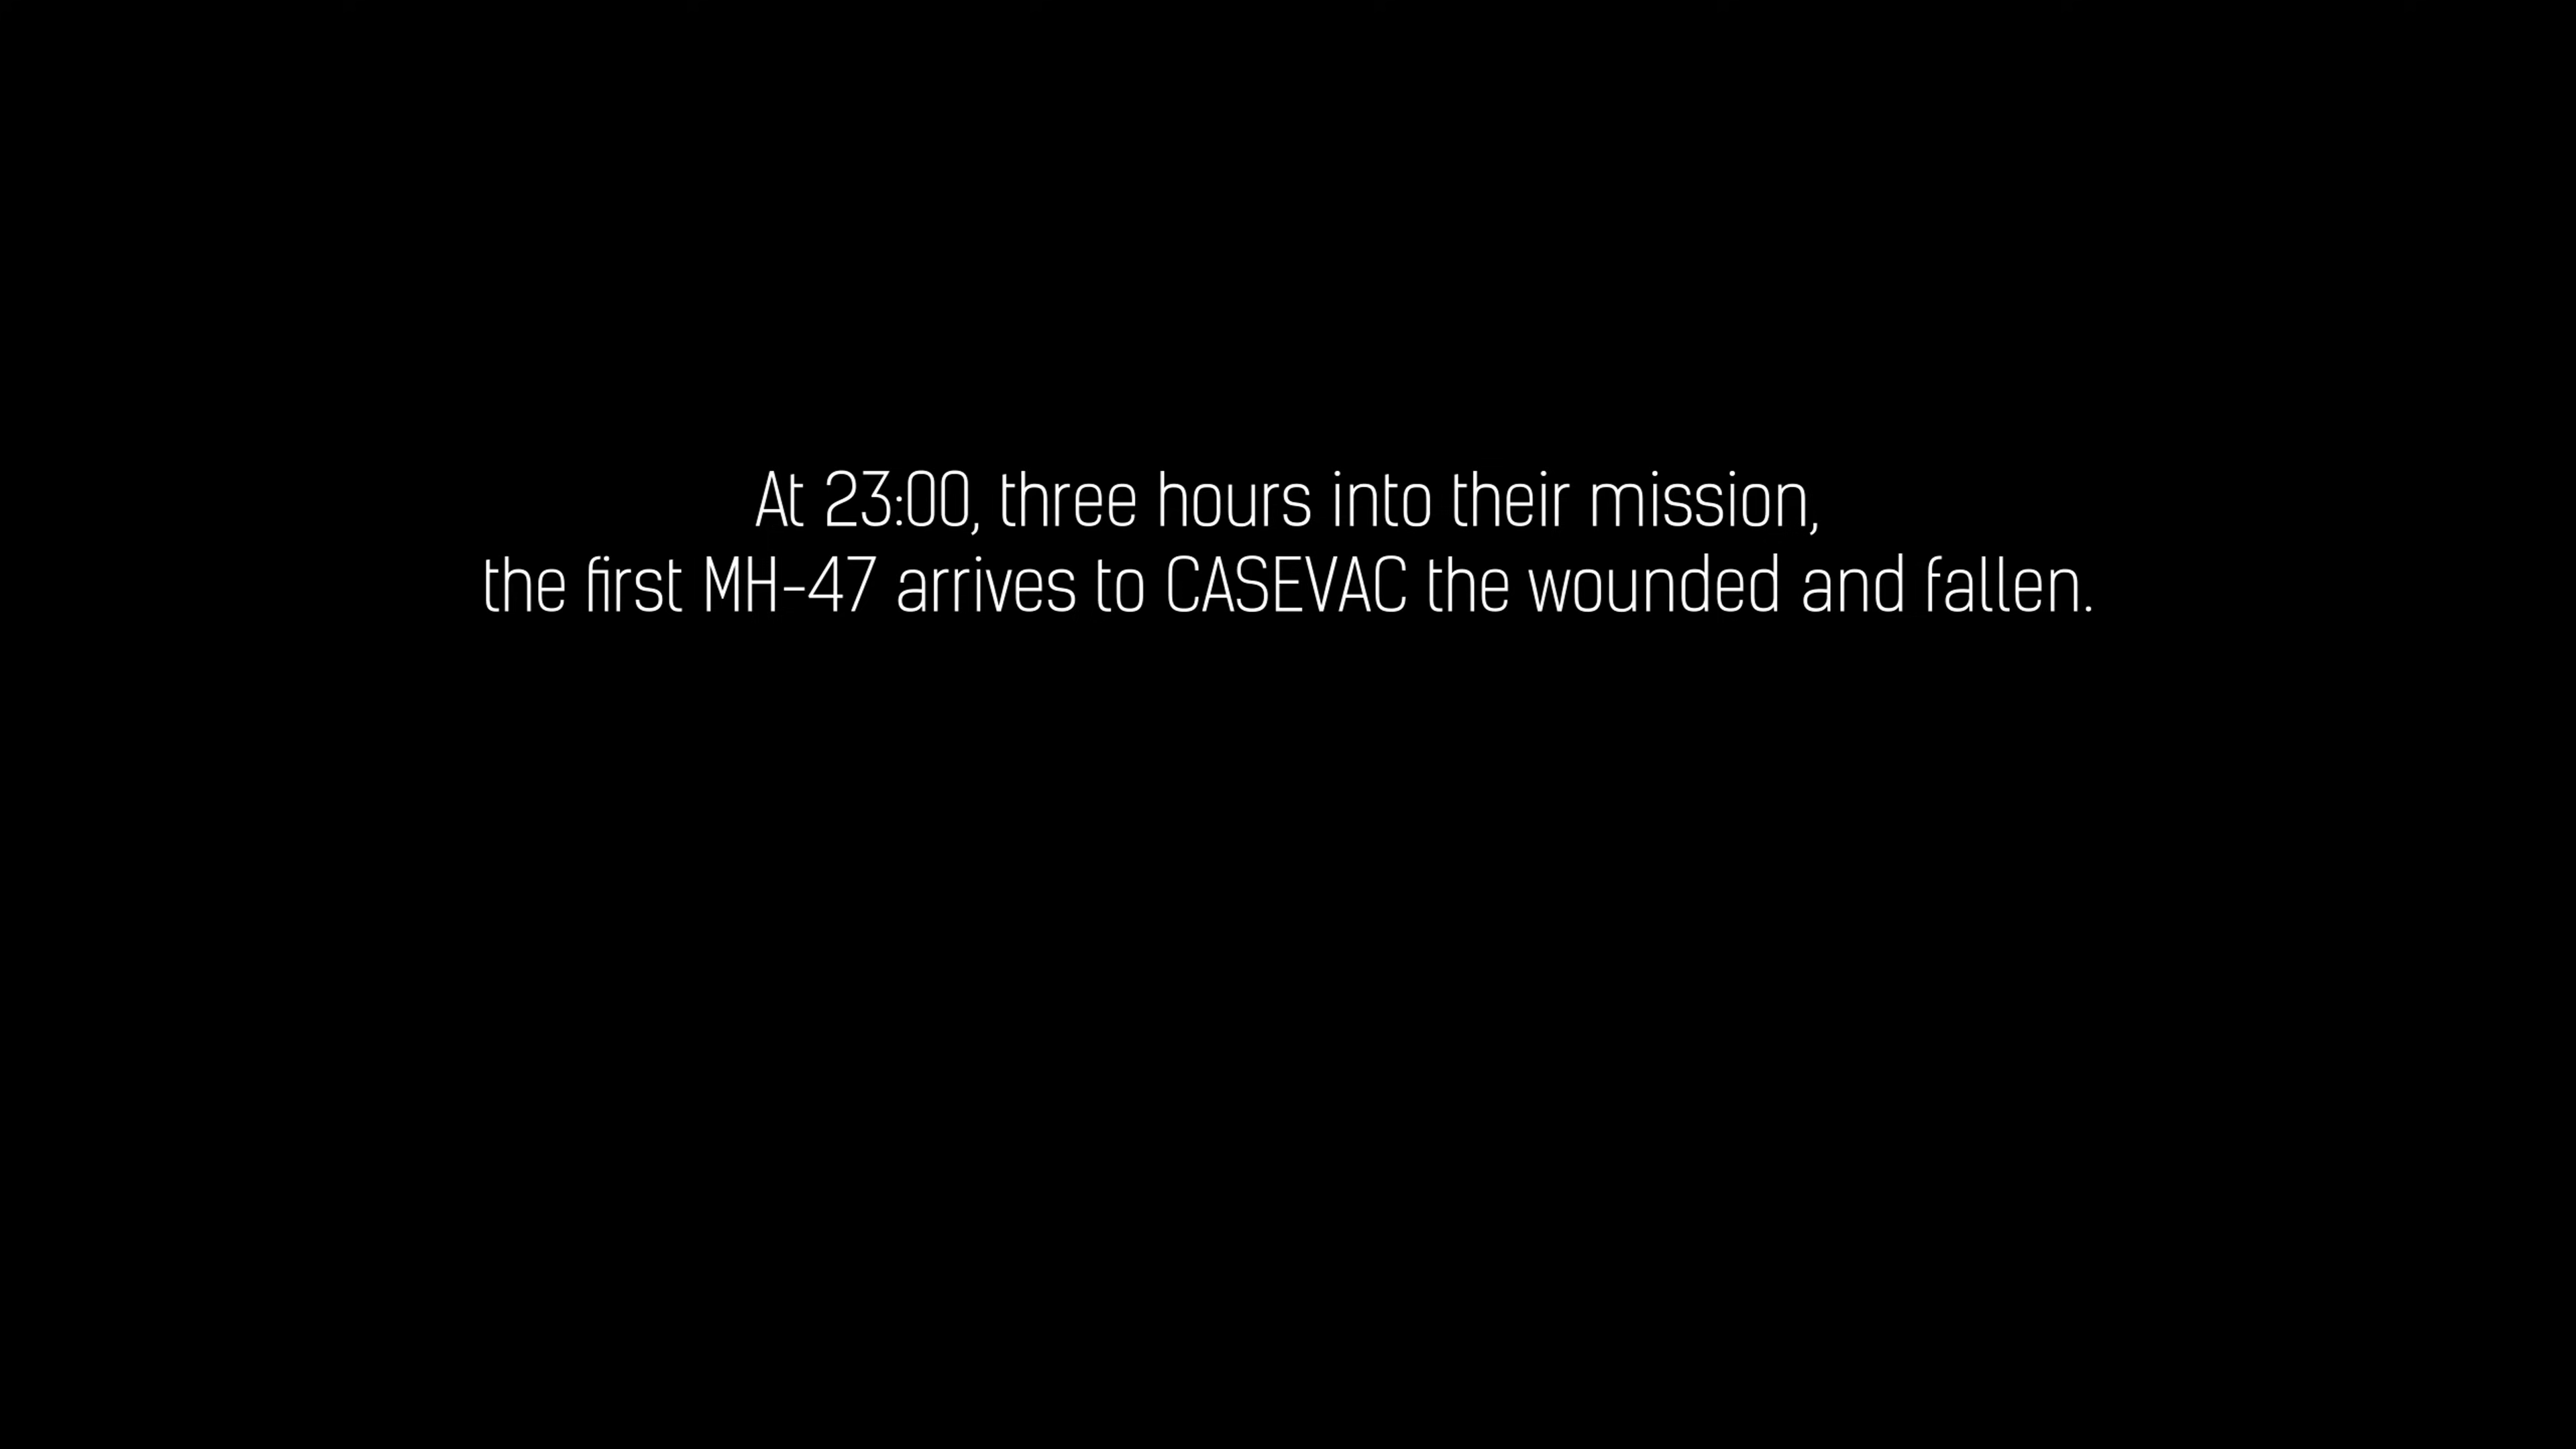 At 23:00, three hours into their mission,
the first MH-47 arrives to CASEVAC the wounded and fallen.